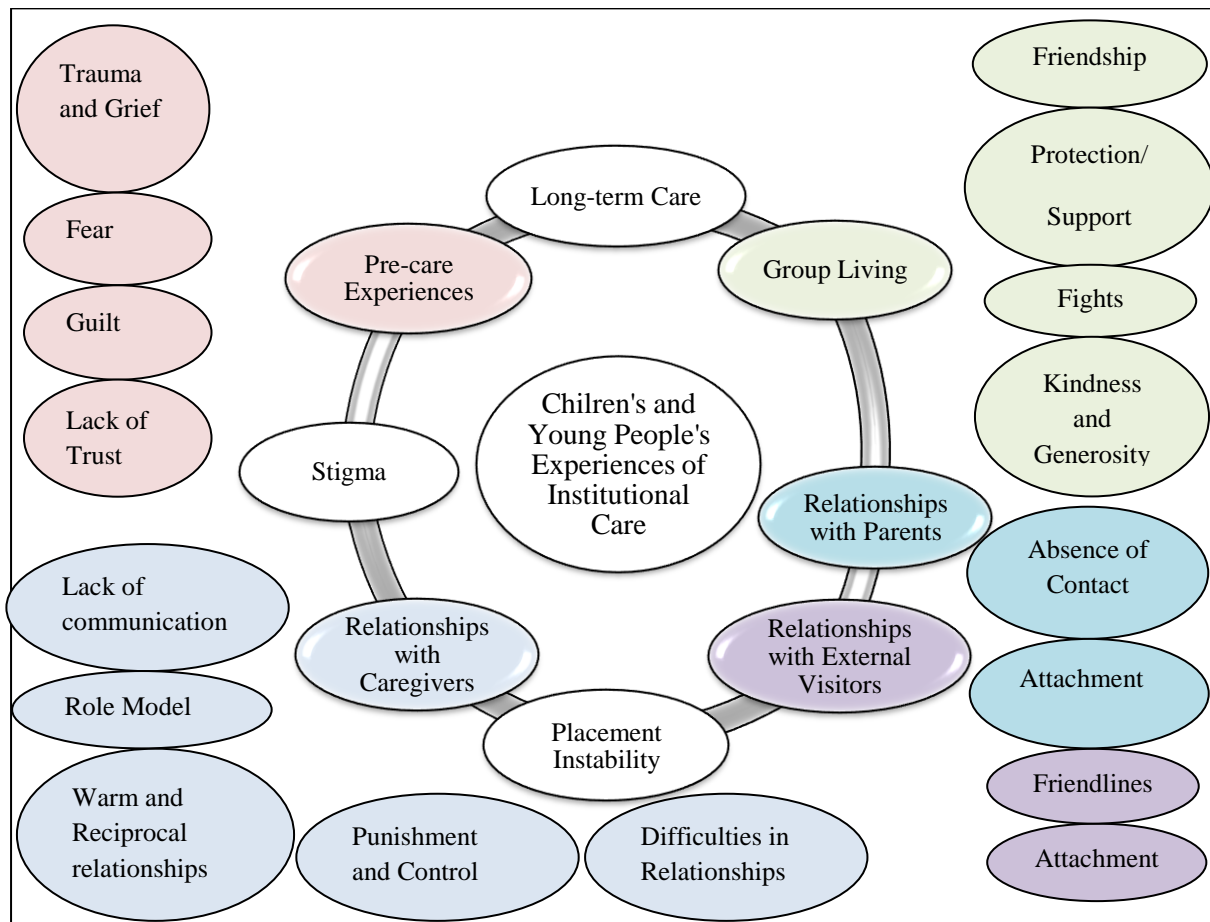 Trauma
and Grief
Fear
Guilt
Lack of
Trust
Long-term Care
Pre-care
Experiences
Group Living
Stigma
Chilren's and
Young People's
Experiences of
Institutional
Care
Relationships
with Parents
Relationships
with
Caregivers
Relationships
with External
Visitors
Placement
Instability
Friendship
Protection/
Support
Fights
Kindness
and
Generosity
Absence of
Contact
Attachment
Friendlines
Attachment
Lack of
communication
Role Model
Warm and
Reciprocal
relationships
Punishment
and Control
Difficulties in
Relationships